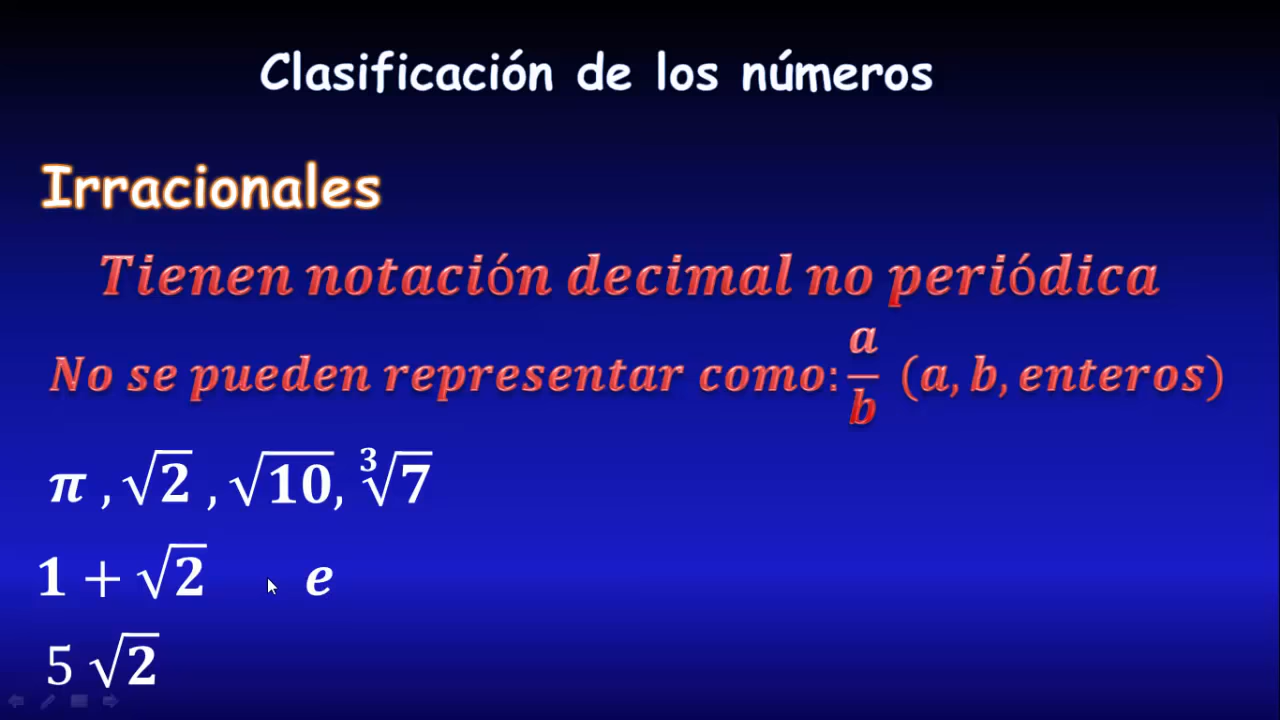 Clasificación de los números
Irracionales
Tienen notación decimal no periódica
No se pueden representar como: a/b (a, b, enteros)
π , √2 , √10, ∛7
1 + √2 e
5 √2